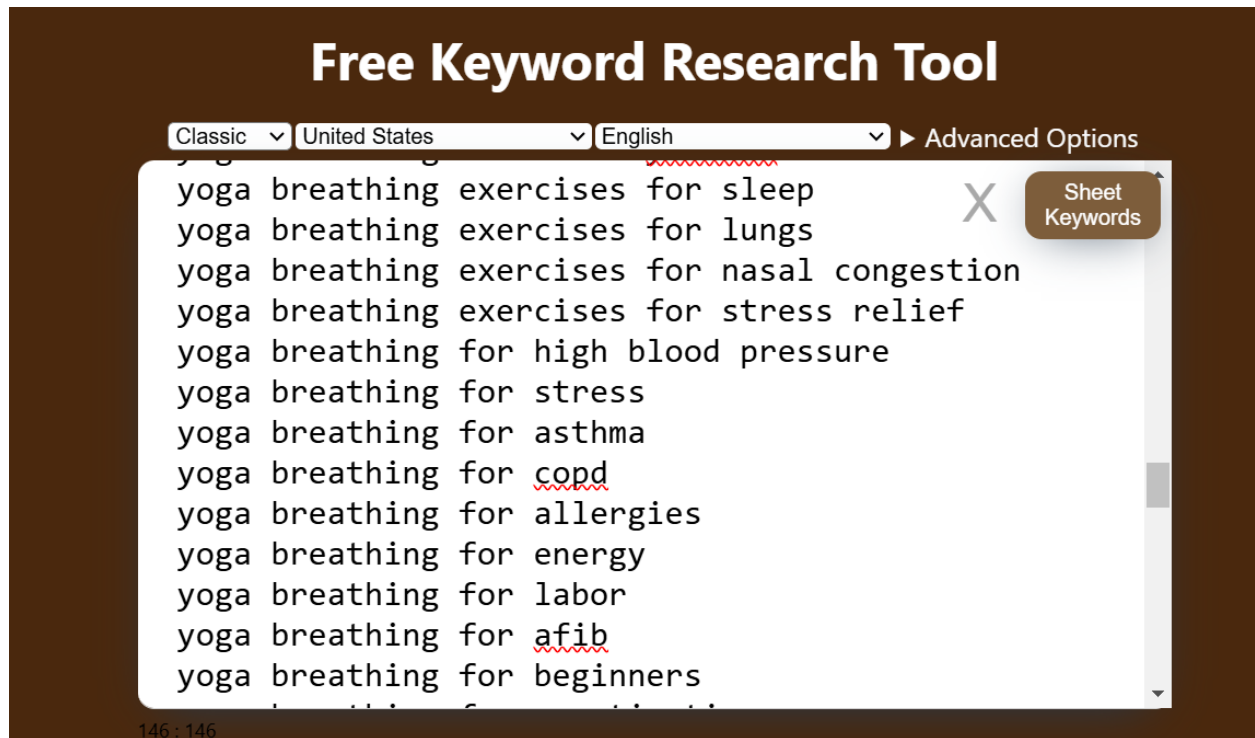 Free Keyword Research Tool
Classic United States English ▶ Advanced Options
yoga breathing exercises for sleep
X
Sheet
Keywords
yoga breathing exercises for lungs
yoga breathing exercises for nasal congestion
yoga breathing exercises for stress relief
yoga breathing for high blood pressure
yoga breathing for stress
yoga breathing for asthma
yoga breathing for copd
yoga breathing for allergies
yoga breathing for energy
yoga breathing for labor
yoga breathing for afib
yoga breathing for beginners
146 : 146